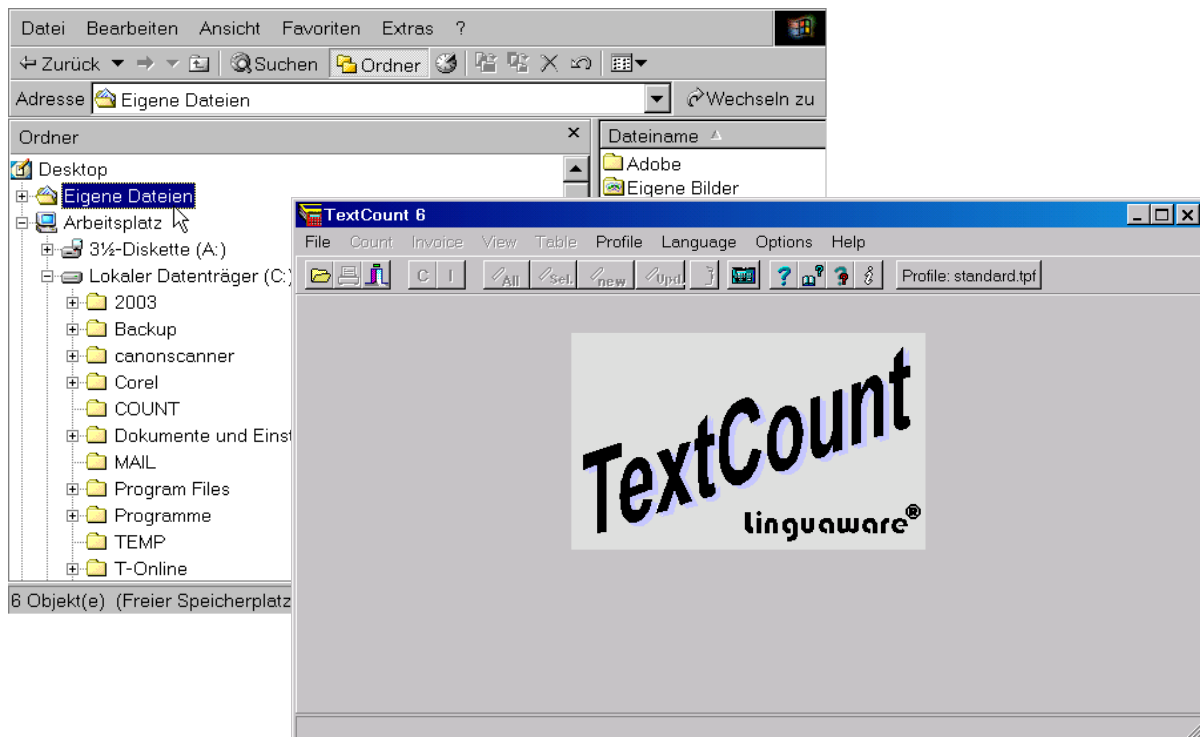 Datei Bearbeiten Ansicht Favoriten Extras ?
Zurück Suchen Ordner
Adresse Eigene Dateien Wechseln zu
Ordner
Dateiname
Desktop
Adobe
Eigene Dateien
Eigene Bilder
Arbeitsplatz
3½-Diskette (A:)
Lokaler Datenträger (C:)
2003
Backup
canonscanner
Corel
COUNT
Dokumente und Einst
MAIL
Program Files
Programme
TEMP
T-Online
6 Objekt(e) (Freier Speicherplatz
TextCount 6
File Count Invoice View Table Profile Language Options Help
C I All Sel. new Upd. Profile: standard.tpf
TextCount
Linguaware®